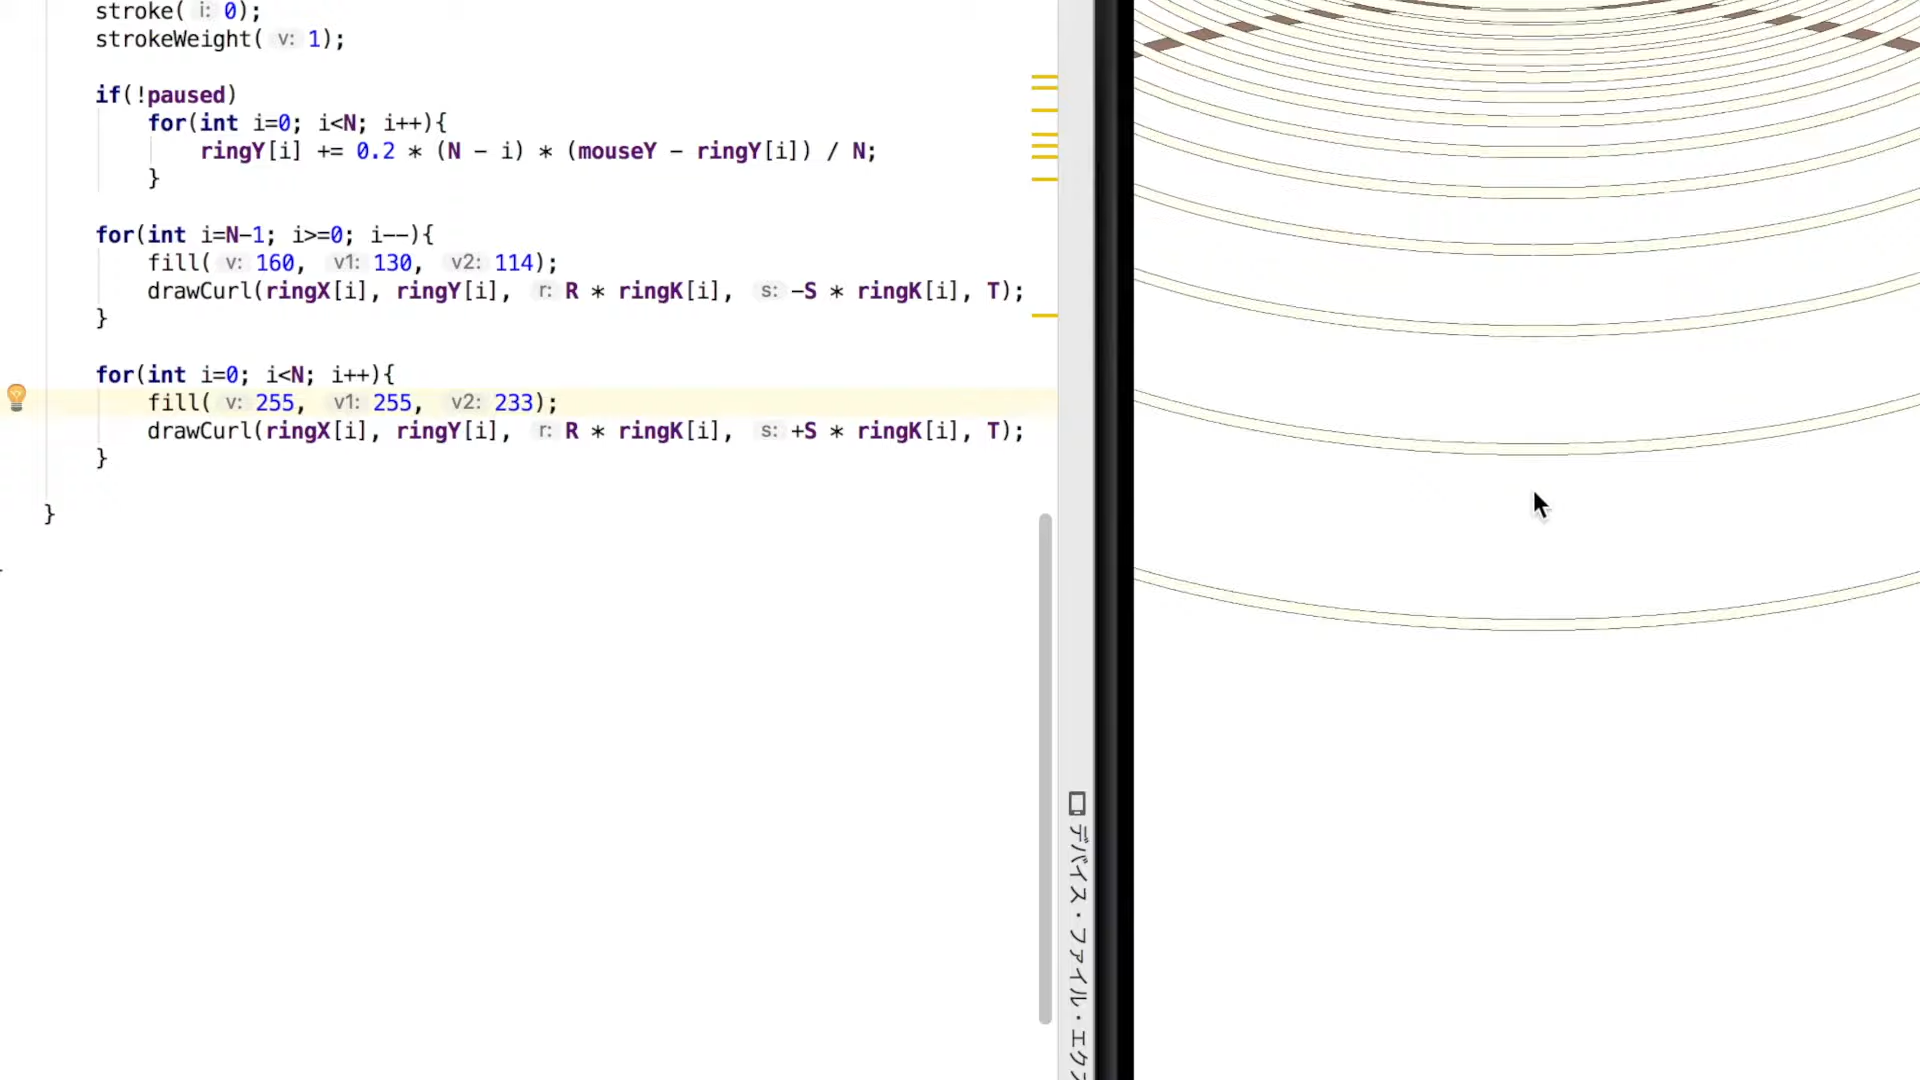 stroke( i: 0);
strokeWeight( v: 1);
if(!paused)
for(int i=0; i<N; i++){
ringY[i] += 0.2 * (N - i) * (mouseY - ringY[i]) / N;
}
for(int i=N-1; i>=0; i--){
fill( v: 160, v1: 130, v2: 114);
drawCurl(ringX[i], ringY[i], r: R * ringK[i], s: -S * ringK[i], T);
}
for(int i=0; i<N; i++){
fill( v: 255, v1: 255, v2: 233);
drawCurl(ringX[i], ringY[i], r: R * ringK[i], s: +S * ringK[i], T);
}
}
デバイス・ファイル・エク